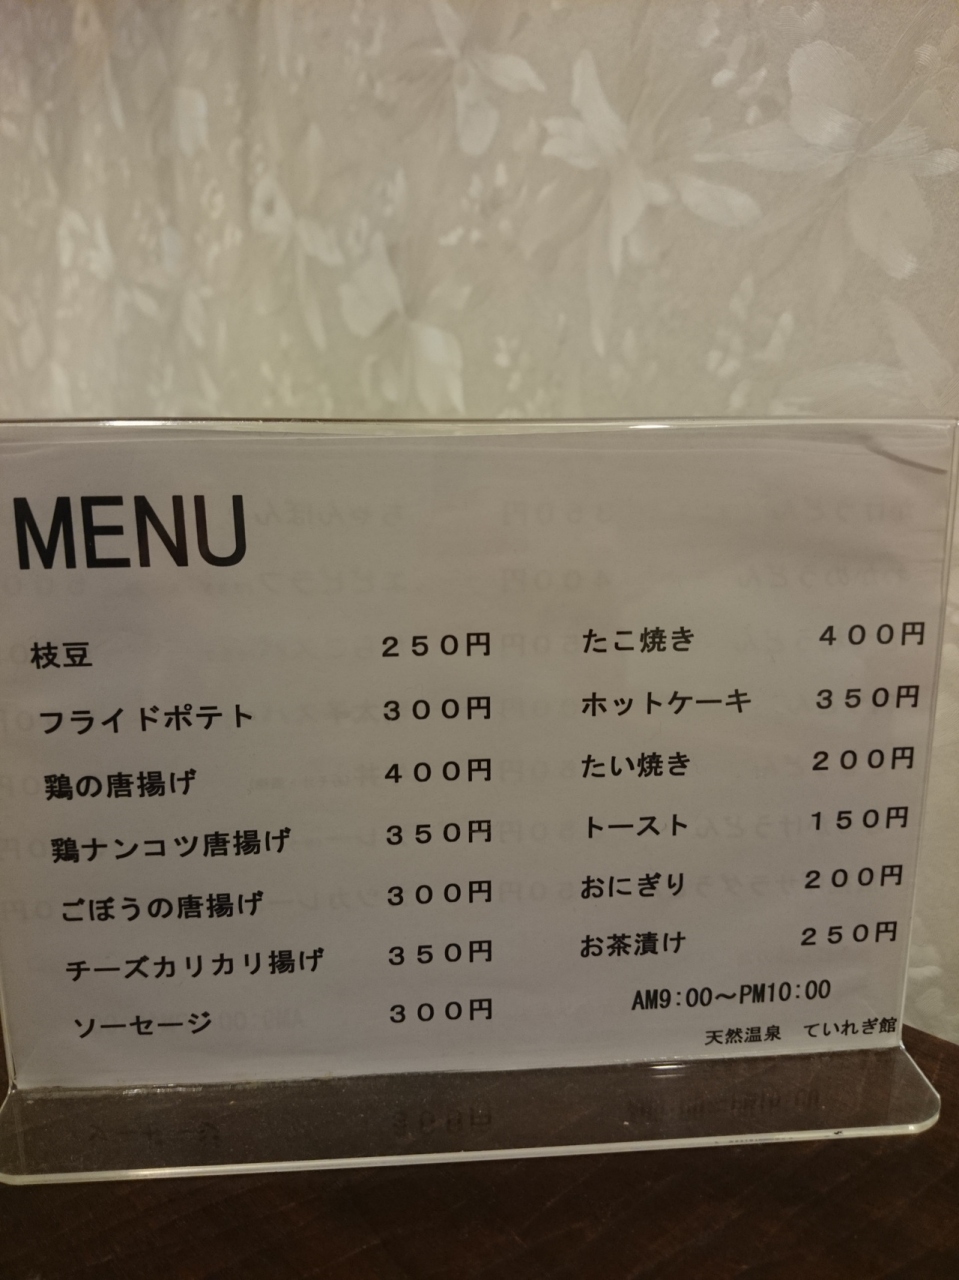 MENU
枝豆 250円
フライドポテト 300円
鶏の唐揚げ 400円
鶏ナンコツ唐揚げ 350円
ごぼうの唐揚げ 300円
チーズカリカリ揚げ 350円
ソーセージ 300円
たこ焼き 400円
ホットケーキ 350円
たい焼き 200円
トースト 150円
おにぎり 200円
お茶漬け 250円
AM9:00～PM10:00
天然温泉 ていれぎ館